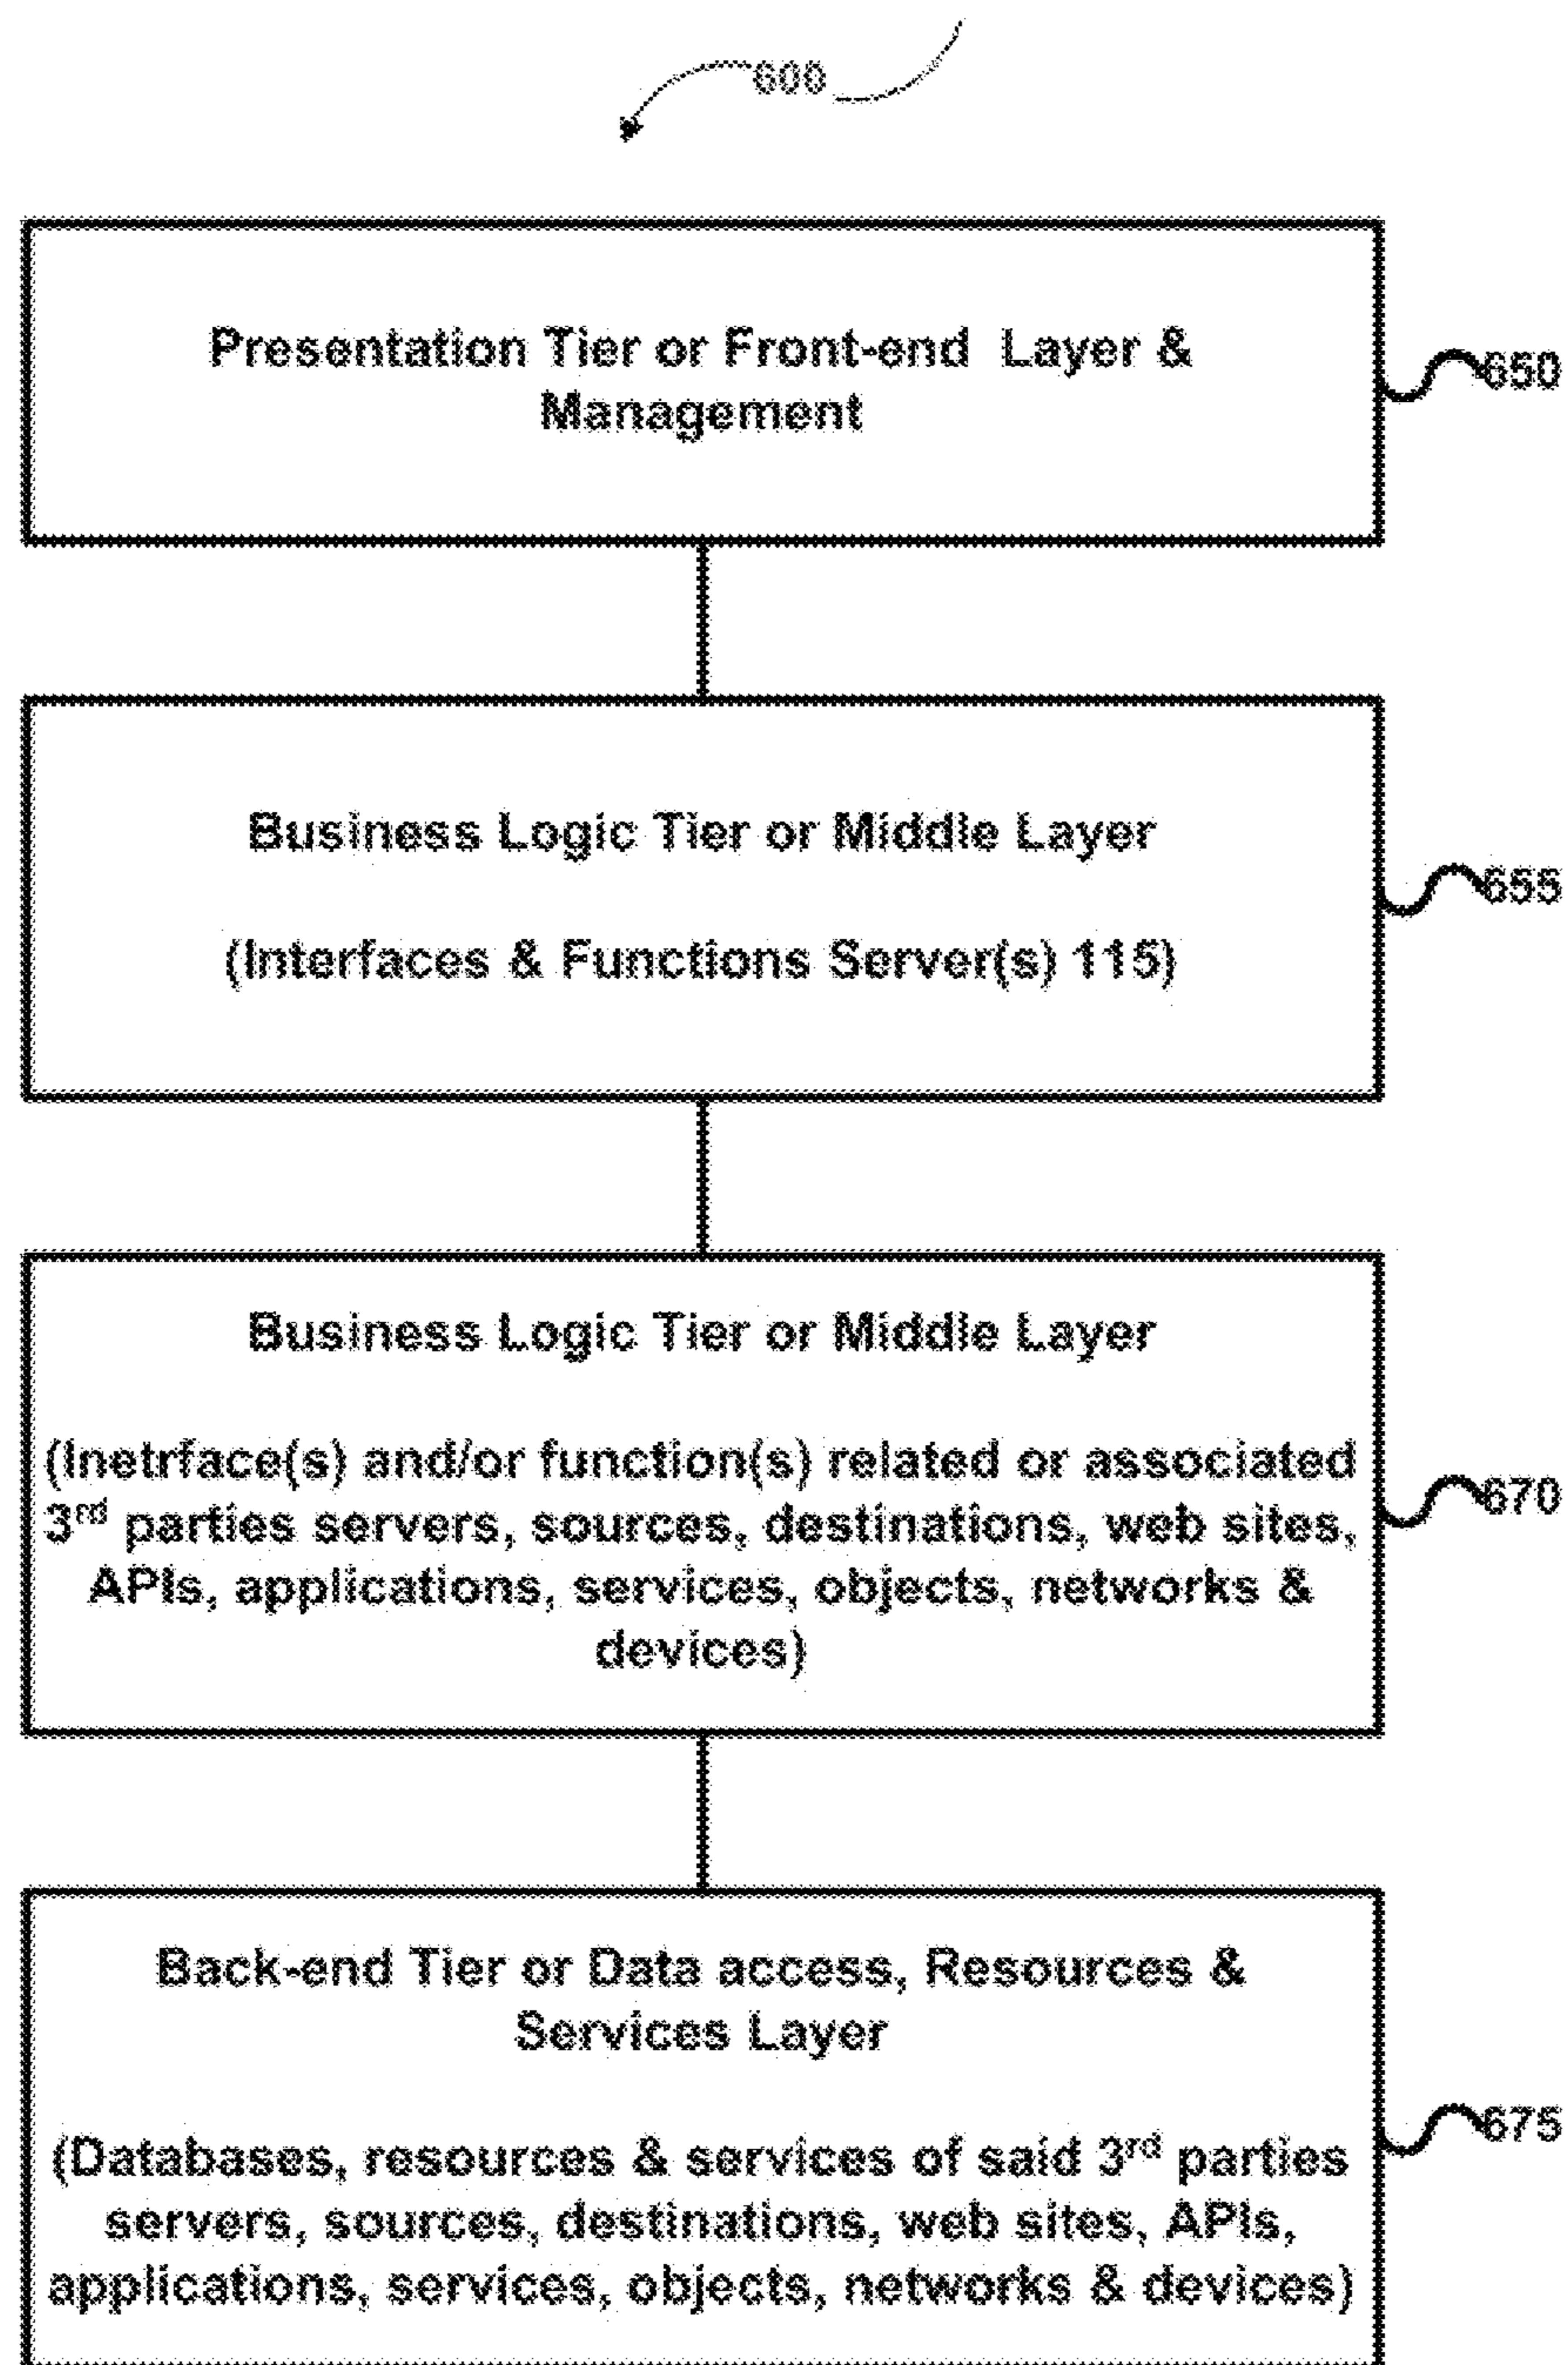 600
Presentation Tier or Front-end Layer &
Management
650
Business Logic Tier or Middle Layer
(Interfaces & Functions Server(s) 115)
655
Business Logic Tier or Middle Layer
(Inetrface(s) and/or function(s) related or associated
3rd parties servers, sources, destinations, web sites,
APIs, applications, services, objects, networks &
devices)
670
Back-end Tier or Data access, Resources &
Services Layer
(Databases, resources & services of said 3rd parties
servers, sources, destinations, web sites, APIs,
applications, services, objects, networks & devices)
675